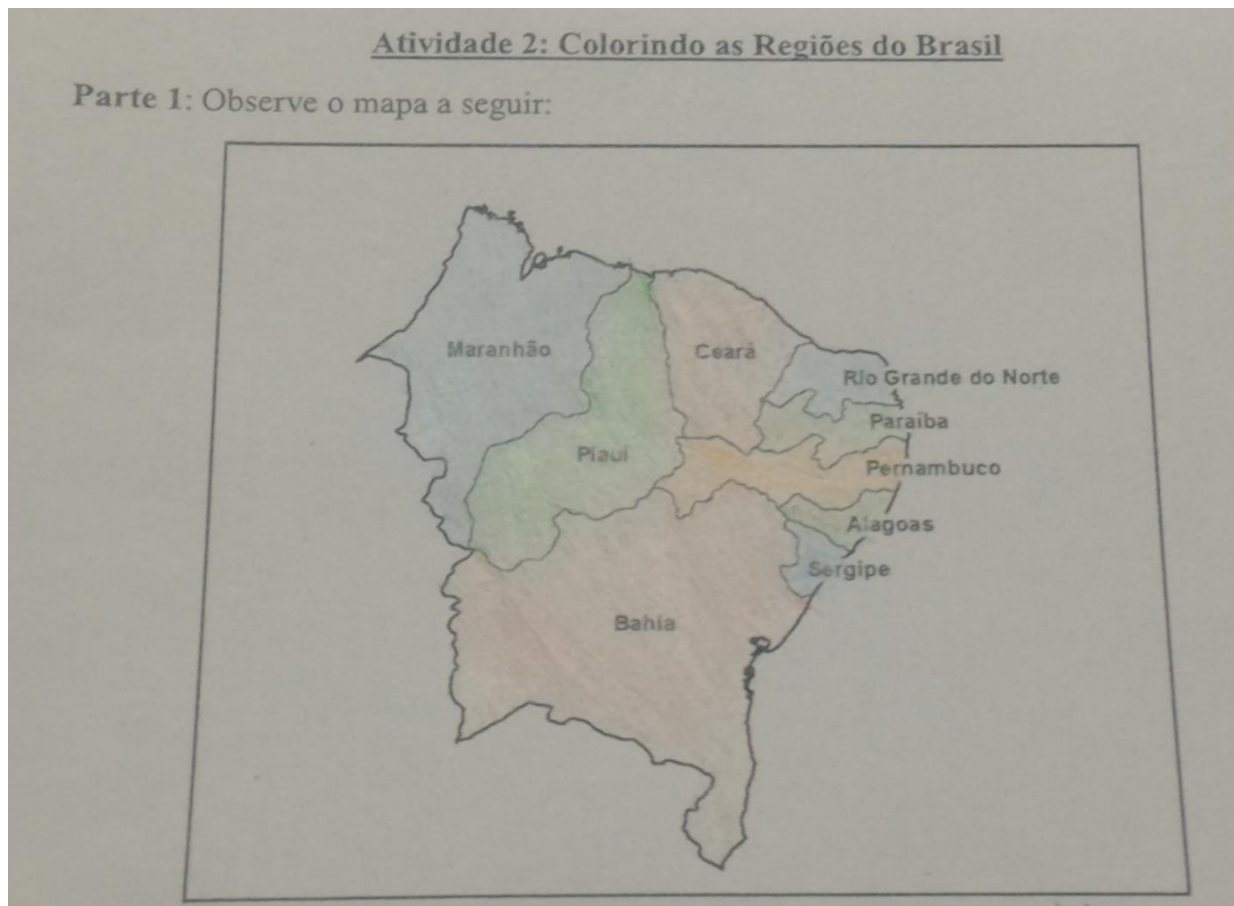 Atividade 2: Colorindo as Regiões do Brasil
Parte 1: Observe o mapa a seguir:
Maranhão
Ceará
Rio Grande do Norte
Paraíba
Piauí
Pernambuco
Alagoas
Sergipe
Bahia